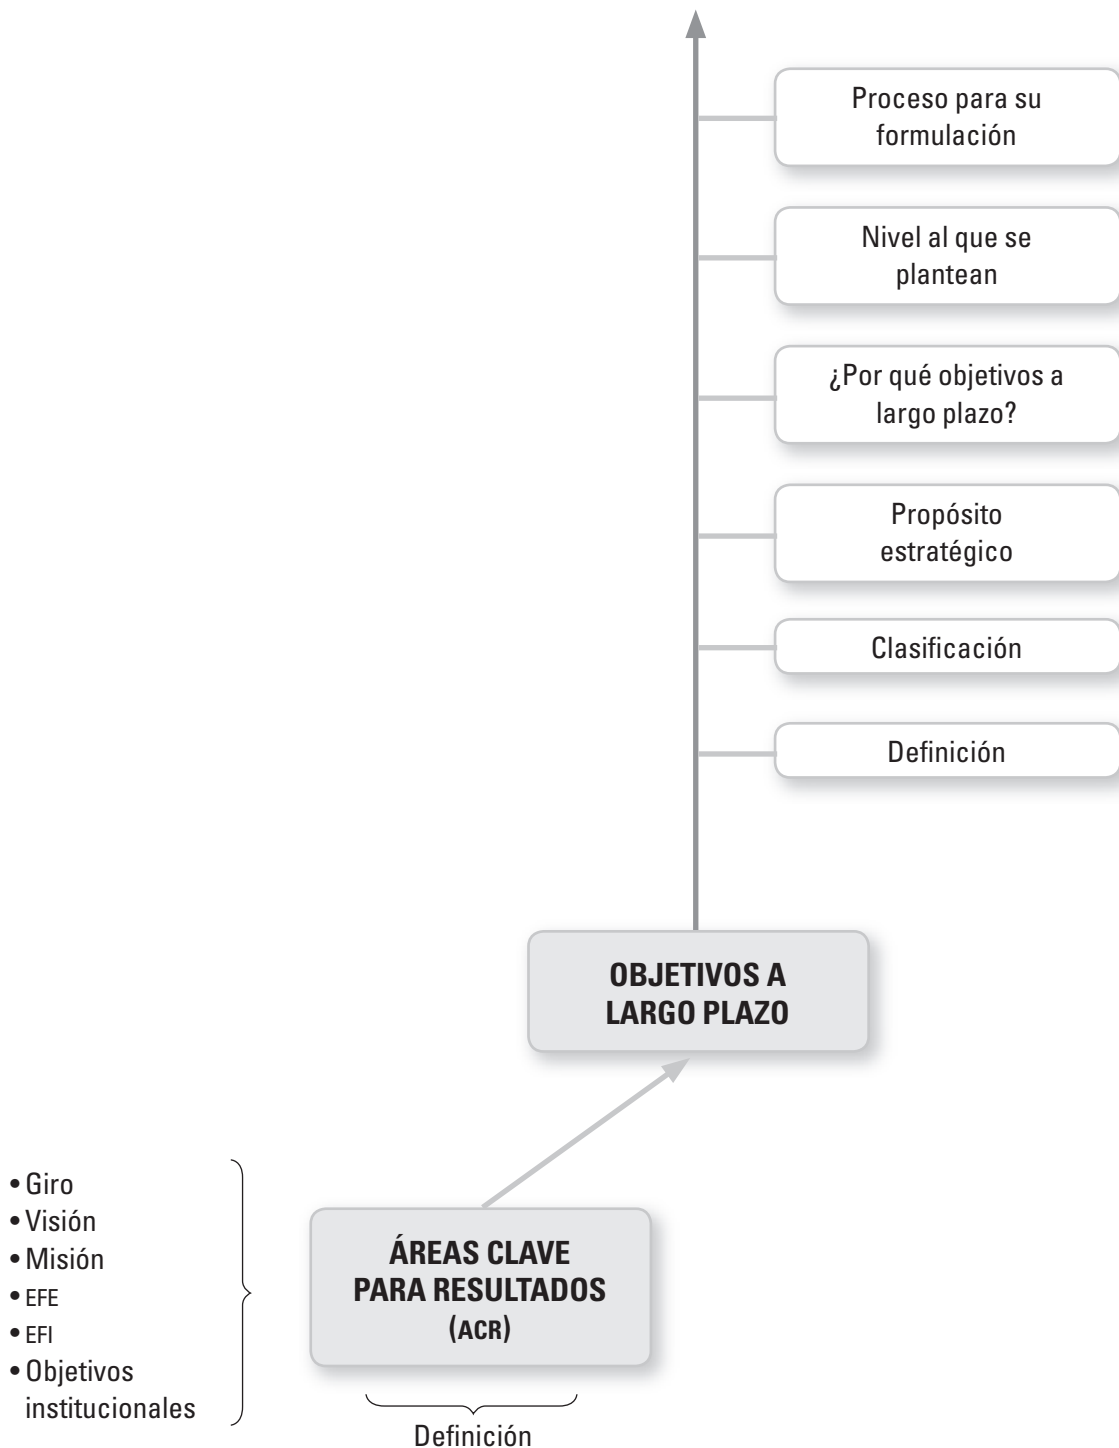 Proceso para su
formulación
Nivel al que se
plantean
¿Por qué objetivos a
largo plazo?
Propósito
estratégico
Clasificación
Definición
OBJETIVOS A
LARGO PLAZO
• Giro
• Visión
• Misión
• EFE
• EFI
• Objetivos
institucionales
ÁREAS CLAVE
PARA RESULTADOS
(ACR)
Definición